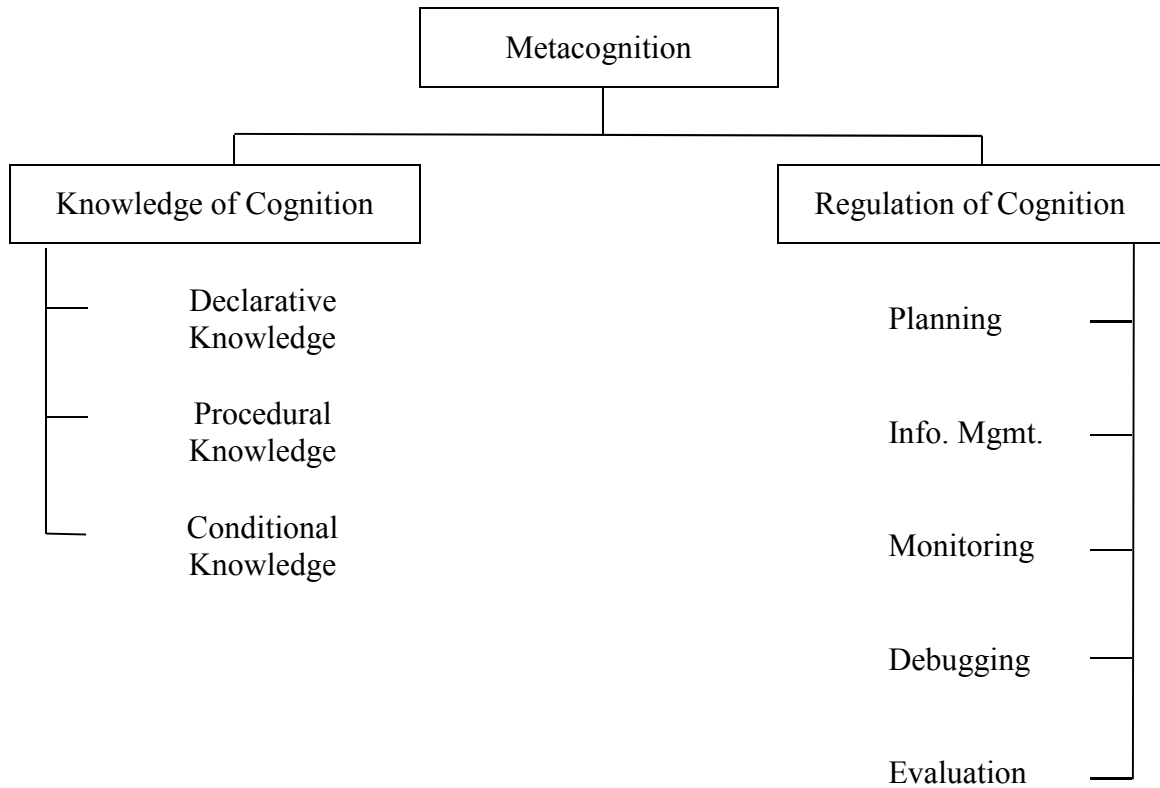 Metacognition
Knowledge of Cognition
Regulation of Cognition
Declarative
Knowledge
Procedural
Knowledge
Conditional
Knowledge
Planning
Info. Mgmt.
Monitoring
Debugging
Evaluation